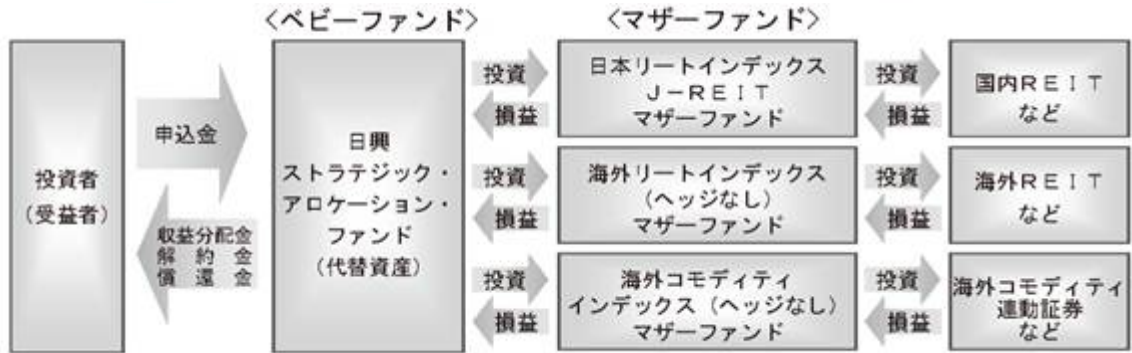 〈ベビーファンド〉
〈マザーファンド〉
投資者
（受益者）
申込金
収益分配金
解約金
償還金
日興
ストラテジック・
アロケーション・
ファンド
（代替資産）
投資
損益
日本リートインデックス
Ｊ－ＲＥＩＴ
マザーファンド
投資
損益
国内ＲＥＩＴ
など
投資
損益
海外リートインデックス
（ヘッジなし）
マザーファンド
投資
損益
海外ＲＥＩＴ
など
投資
損益
海外コモディティ
インデックス（ヘッジなし）
マザーファンド
投資
損益
海外コモディティ
連動証券
など